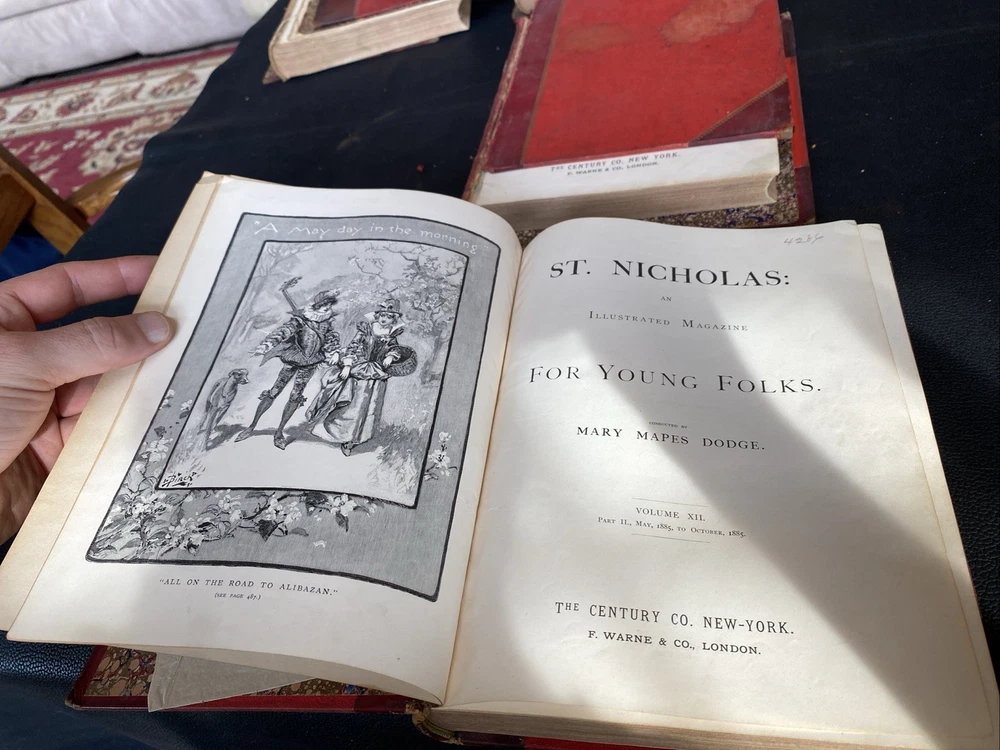 THE CENTURY CO. NEW YORK.
F. WARNE & CO., LONDON.
"A May day in the morning."
"ALL ON THE ROAD TO ALIBAZAN."
(SEE PAGE 487.)
ST. NICHOLAS:
AN
ILLUSTRATED MAGAZINE
FOR YOUNG FOLKS.
CONDUCTED BY
MARY MAPES DODGE.
VOLUME XII.
PART II., MAY, 1885, TO OCTOBER, 1885.
THE CENTURY CO. NEW-YORK.
F. WARNE & CO., LONDON.